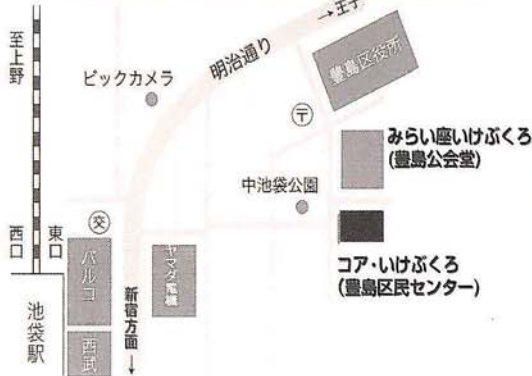 →王子
至上野
明治通り
豊島区役所
ビックカメラ
〒
みらい座いけぶくろ
(豊島公会堂)
中池袋公園
交
西口
東口
パルコ
ヤマダ電機
コア・いけぶくろ
(豊島区民センター)
池袋駅
新宿方面
↓
西武